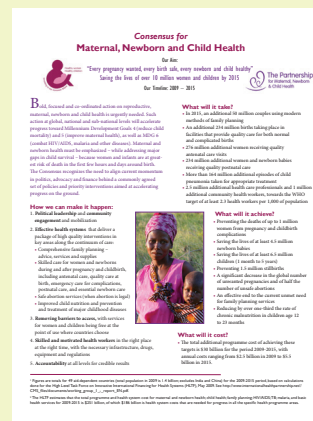 Consensus for
Maternal, Newborn and Child Health
Our Aim:
"Every pregnancy wanted, every birth safe, every newborn and child healthy"
Saving the lives of over 10 million women and children by 2015
Our Timeline: 2009 – 2015
The Partnership
for Maternal, Newborn
& Child Health
Bold, focused and co-ordinated action on reproductive,
maternal, newborn and child health is urgently needed. Such
action at global, national and sub-national levels will accelerate
progress toward Millennium Development Goals 4 (reduce child
mortality) and 5 (improve maternal health), as well as MDG 6
(combat HIV/AIDS, malaria and other diseases). Maternal and
newborn health must be emphasised – while addressing major
gaps in child survival – because women and infants are at great-
est risk of death in the first few hours and days around birth.
The Consensus recognizes the need to align current momentum
in politics, advocacy and finance behind a commonly agreed
set of policies and priority interventions aimed at accelerating
progress on the ground.
How we can make it happen:
1. Political leadership and community
engagement and mobilization
2. Effective health systems that deliver a
package of high quality interventions in
key areas along the continuum of care:
• Comprehensive family planning –
advice, services and supplies
• Skilled care for women and newborns
during and after pregnancy and childbirth,
including antenatal care, quality care at
birth, emergency care for complications,
postnatal care, and essential newborn care
• Safe abortion services (when abortion is legal)
• Improved child nutrition and prevention
and treatment of major childhood diseases
3. Removing barriers to access, with services
for women and children being free at the
point of use where countries choose
4. Skilled and motivated health workers in the right place
at the right time, with the necessary infrastructure, drugs,
equipment and regulations
5. Accountability at all levels for credible results
What will it take?
• In 2015, an additional 50 million couples using modern
methods of family planning
• An additional 234 million births taking place in
facilities that provide quality care for both normal
and complicated births
• 276 million additional women receiving quality
antenatal care visits
• 234 million additional women and newborn babies
receiving quality postnatal care
• More than 164 million additional episodes of child
pneumonia taken for appropriate treatment
• 2.5 million additional health care professionals and 1 million
additional community health workers, towards the WHO
target of at least 2.3 health workers per 1,000 of population
What will it achieve?
• Preventing the deaths of up to 1 million
women from pregnancy and childbirth
complications
• Saving the lives of at least 4.5 million
newborn babies
• Saving the lives of at least 6.5 million
children (1 month to 5 years)
• Preventing 1.5 million stillbirths
• A significant decrease in the global number
of unwanted pregnancies and of half the
number of unsafe abortions
• An effective end to the current unmet need
for family planning services
• Reducing by over one-third the rate of
chronic malnutrition in children age 12
to 23 months
What will it cost?
• The total additional programme cost of achieving these
targets is $30 billion for the period 2009-2015, with
annual costs ranging from $2.5 billion in 2009 to $5.5
billion in 2015.